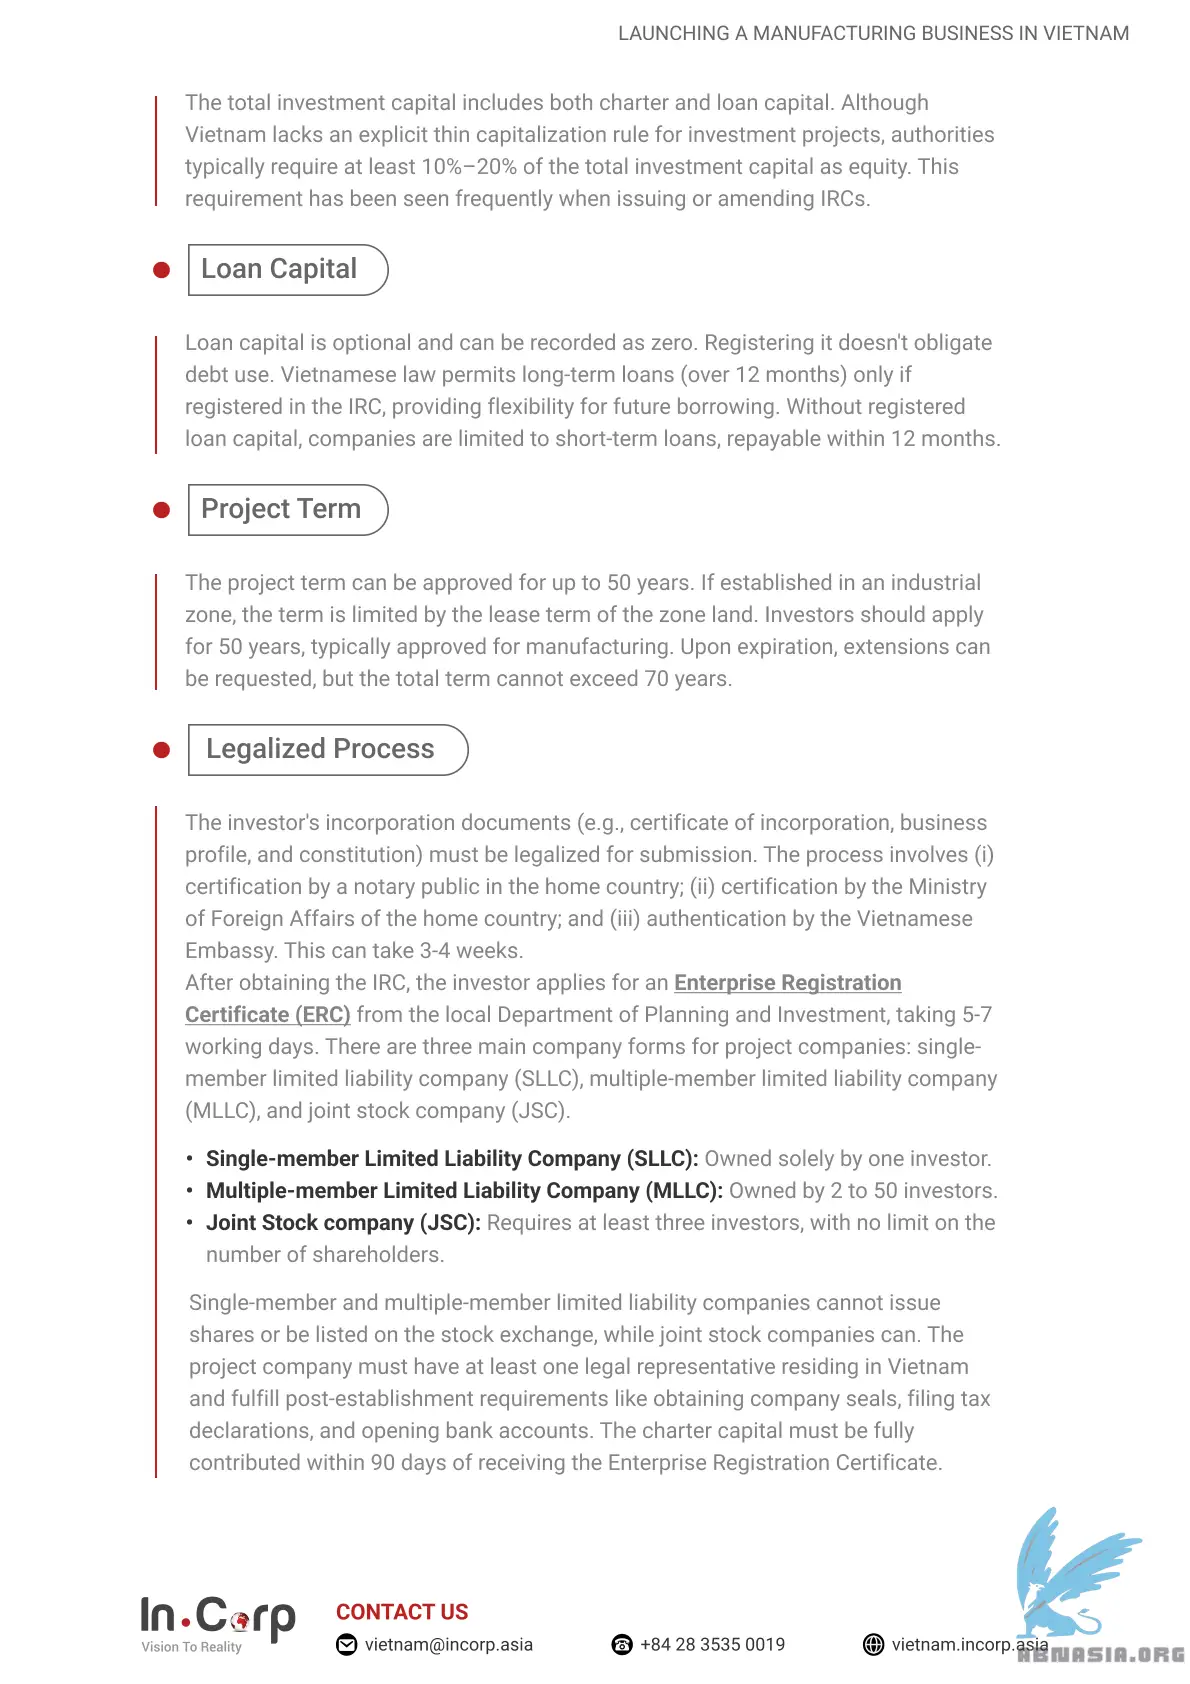 LAUNCHING A MANUFACTURING BUSINESS IN VIETNAM
The total investment capital includes both charter and loan capital. Although
Vietnam lacks an explicit thin capitalization rule for investment projects, authorities
typically require at least 10%–20% of the total investment capital as equity. This
requirement has been seen frequently when issuing or amending IRCs.
Loan Capital
Loan capital is optional and can be recorded as zero. Registering it doesn't obligate
debt use. Vietnamese law permits long-term loans (over 12 months) only if
registered in the IRC, providing flexibility for future borrowing. Without registered
loan capital, companies are limited to short-term loans, repayable within 12 months.
Project Term
The project term can be approved for up to 50 years. If established in an industrial
zone, the term is limited by the lease term of the zone land. Investors should apply
for 50 years, typically approved for manufacturing. Upon expiration, extensions can
be requested, but the total term cannot exceed 70 years.
Legalized Process
The investor's incorporation documents (e.g., certificate of incorporation, business
profile, and constitution) must be legalized for submission. The process involves (i)
certification by a notary public in the home country; (ii) certification by the Ministry
of Foreign Affairs of the home country; and (iii) authentication by the Vietnamese
Embassy. This can take 3-4 weeks.
After obtaining the IRC, the investor applies for an Enterprise Registration
Certificate (ERC) from the local Department of Planning and Investment, taking 5-7
working days. There are three main company forms for project companies: single-
member limited liability company (SLLC), multiple-member limited liability company
(MLLC), and joint stock company (JSC).
• Single-member Limited Liability Company (SLLC): Owned solely by one investor.
• Multiple-member Limited Liability Company (MLLC): Owned by 2 to 50 investors.
• Joint Stock company (JSC): Requires at least three investors, with no limit on the
number of shareholders.
Single-member and multiple-member limited liability companies cannot issue
shares or be listed on the stock exchange, while joint stock companies can. The
project company must have at least one legal representative residing in Vietnam
and fulfill post-establishment requirements like obtaining company seals, filing tax
declarations, and opening bank accounts. The charter capital must be fully
contributed within 90 days of receiving the Enterprise Registration Certificate.
In.Corp
Vision To Reality
CONTACT US
vietnam@incorp.asia
+84 28 3535 0019
vietnam.incorp.asia
ABNASIA.ORG